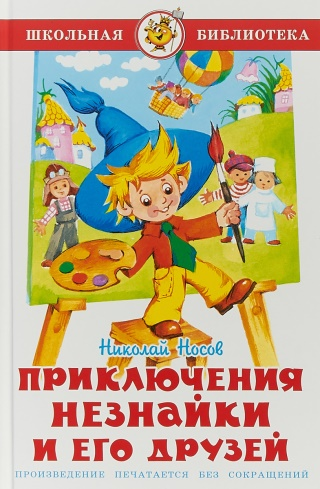 ШКОЛЬНАЯ БИБЛИОТЕКА
Николай Носов
ПРИКЛЮЧЕНИЯ
НЕЗНАЙКИ
И ЕГО ДРУЗЕЙ
ПРОИЗВЕДЕНИЕ ПЕЧАТАЕТСЯ БЕЗ СОКРАЩЕНИЙ